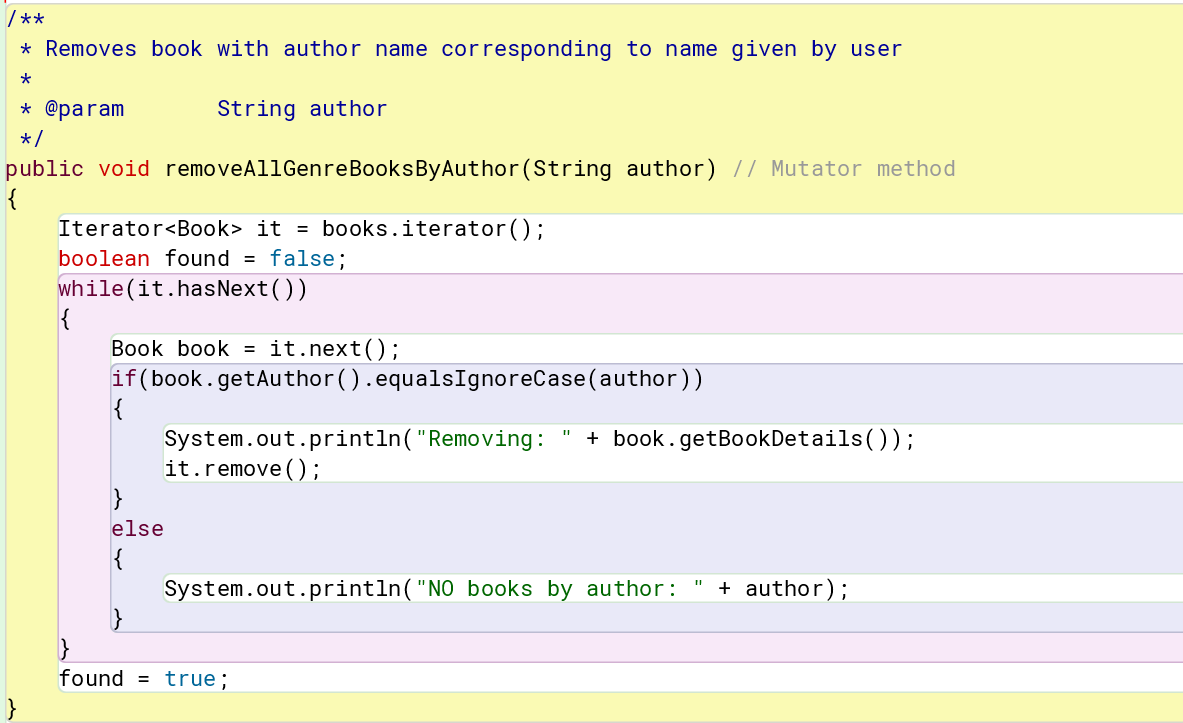 /**
 * Removes book with author name corresponding to name given by user
 *
 * @param       String author
 */
public void removeAllGenreBooksByAuthor(String author) // Mutator method
{
    Iterator<Book> it = books.iterator();
    boolean found = false;
    while(it.hasNext())
    {
        Book book = it.next();
        if(book.getAuthor().equalsIgnoreCase(author))
        {
            System.out.println("Removing: " + book.getBookDetails());
            it.remove();
        }
        else
        {
            System.out.println("NO books by author: " + author);
        }
    }
    found = true;
}